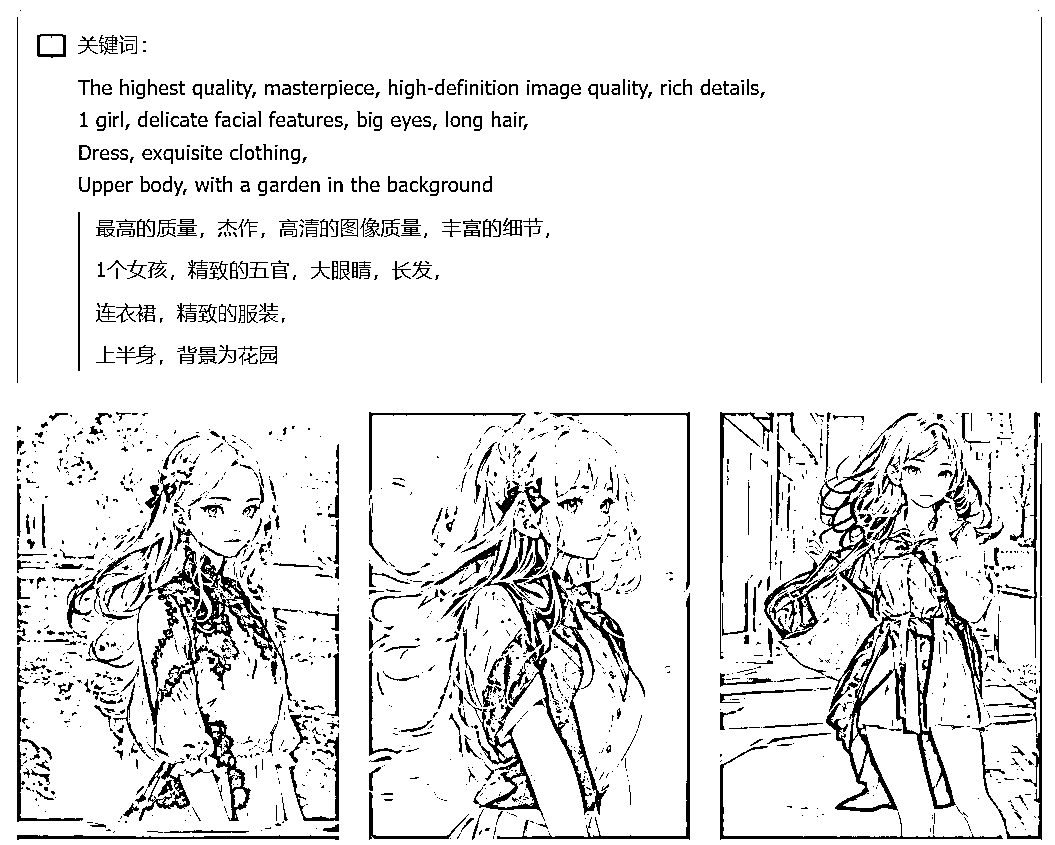 关键词：
The highest quality, masterpiece, high-definition image quality, rich details,
1 girl, delicate facial features, big eyes, long hair,
Dress, exquisite clothing,
Upper body, with a garden in the background
最高的质量，杰作，高清的图像质量，丰富的细节，
1个女孩，精致的五官，大眼睛，长发，
连衣裙，精致的服装，
上半身，背景为花园